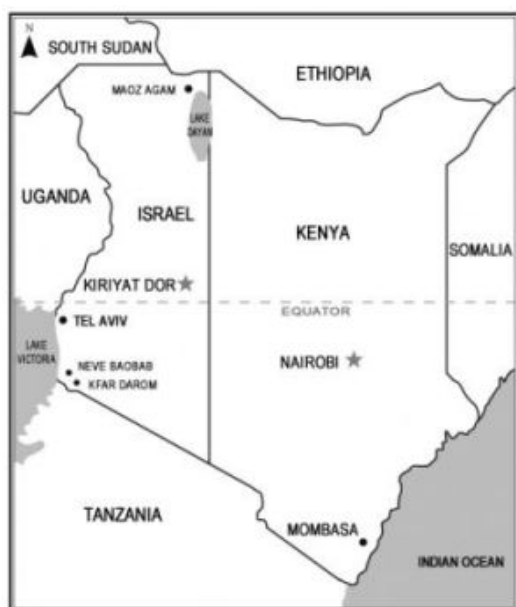 N
SOUTH SUDAN
ETHIOPIA
MAOZ AGAM
LAKE
DAYAN
UGANDA
ISRAEL
KENYA
SOMALIA
KIRIYAT DOR
EQUATOR
TEL AVIV
LAKE
VICTORIA
NAIROBI
NEVE BAOBAB
KFAR DAROM
TANZANIA
MOMBASA
INDIAN OCEAN